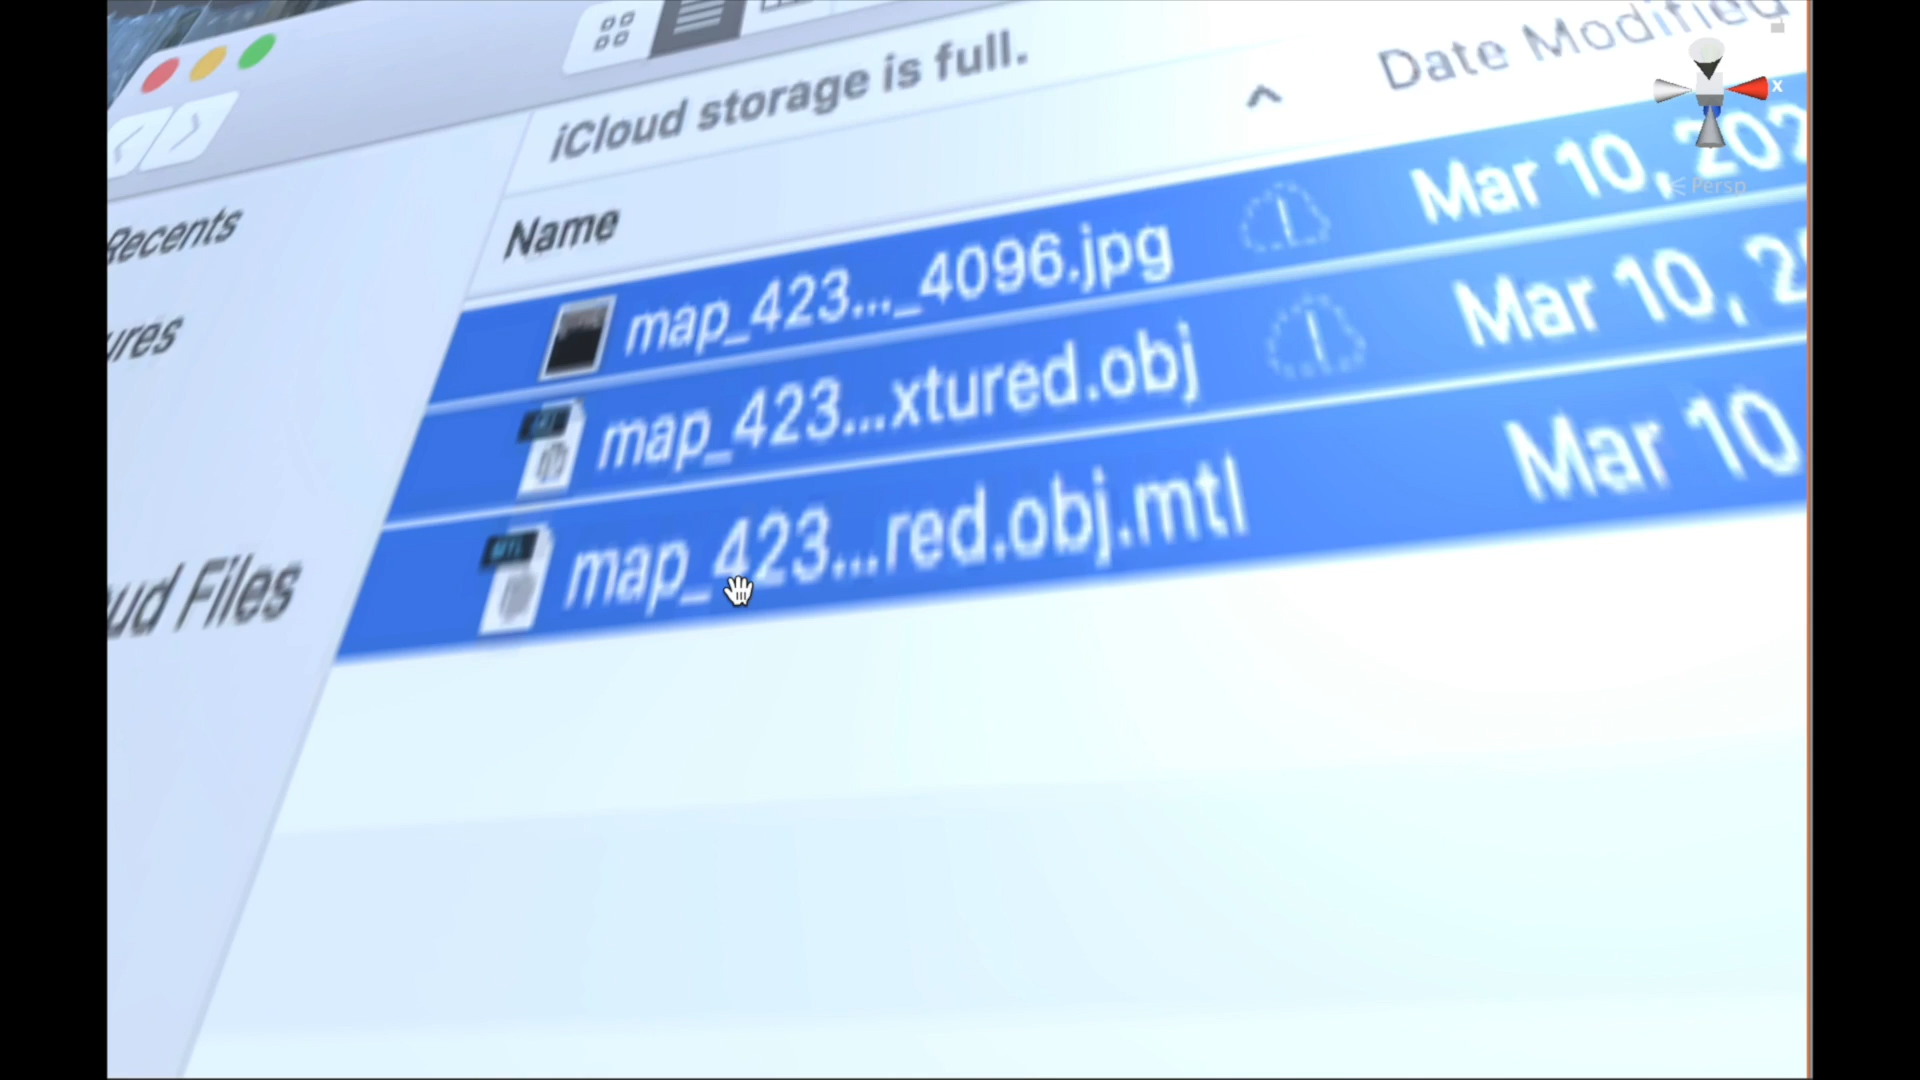 iCloud storage is full.
Name
Date Modified
Recents
map_423..._4096.jpg
Mar 10, 202
ures
map_423...xtured.obj
Mar 10, 2
map_423...red.obj.mtl
Mar 10
ud Files
x
Persp
MTL